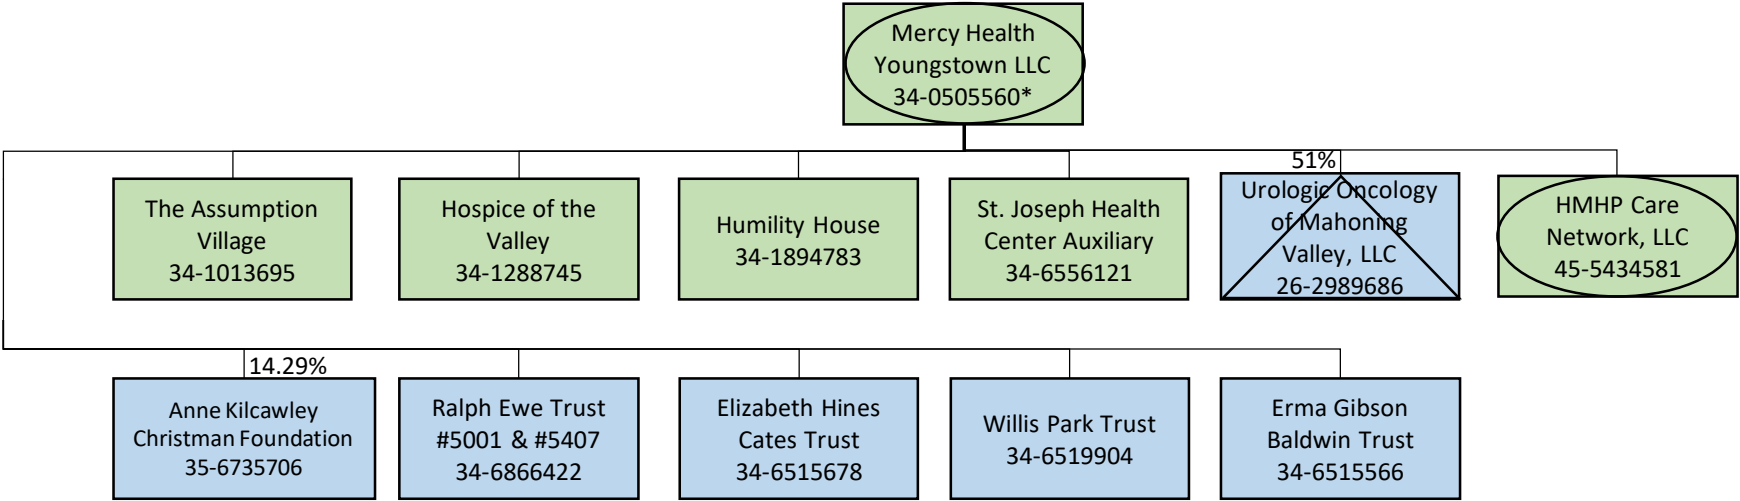 Mercy Health
Youngstown LLC
34-0505560*
The Assumption
Village
34-1013695
Hospice of the
Valley
34-1288745
Humility House
34-1894783
St. Joseph Health
Center Auxiliary
34-6556121
51%
Urologic Oncology
of Mahoning
Valley, LLC
26-2989686
HMHP Care
Network, LLC
45-5434581
14.29%
Anne Kilcawley
Christman Foundation
35-6735706
Ralph Ewe Trust
#5001 & #5407
34-6866422
Elizabeth Hines
Cates Trust
34-6515678
Willis Park Trust
34-6519904
Erma Gibson
Baldwin Trust
34-6515566